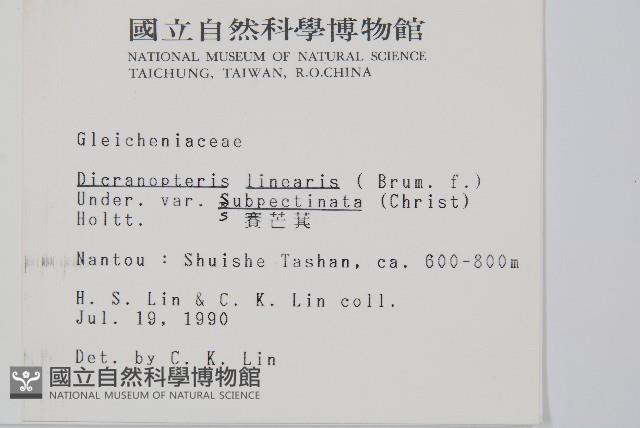 國立自然科學博物館
NATIONAL MUSEUM OF NATURAL SCIENCE
TAICHUNG, TAIWAN, R.O.CHINA
Gleicheniaceae
Dicranopteris linearis ( Brum. f.)
Under. var. Subpectinata (Christ)
Holtt. s 賽芒萁
Nantou : Shuishe Tashan, ca. 600-800m
H. S. Lin & C. K. Lin coll.
Jul. 19, 1990
Det. by C. K. Lin
國立自然科學博物館
NATIONAL MUSEUM OF NATURAL SCIENCE